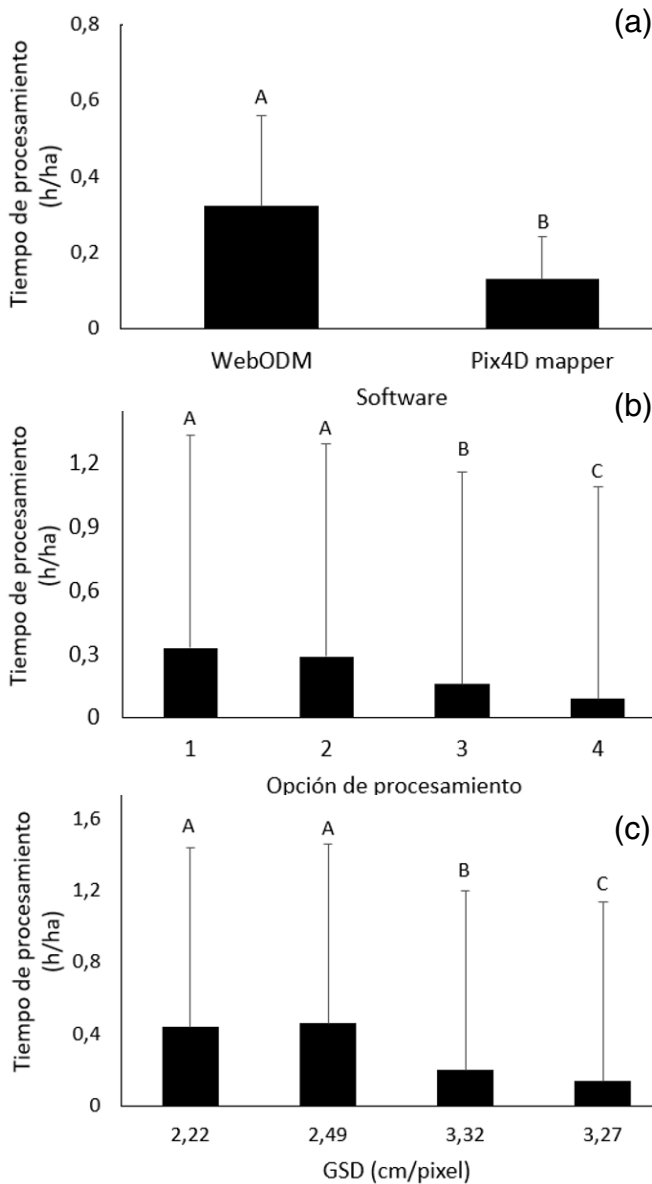 (a)
0,8
0,6
0,4
0,2
0
Tiempo de procesamiento
(h/ha)
A
B
WebODM
Pix4D mapper
Software
(b)
1,2
0,9
0,6
0,3
0
Tiempo de procesamiento
(h/ha)
A
A
B
C
1
2
3
4
Opción de procesamiento
(c)
1,6
1,2
0,8
0,4
0
Tiempo de procesamiento
(h/ha)
A
A
B
C
2,22
2,49
3,32
3,27
GSD (cm/pixel)